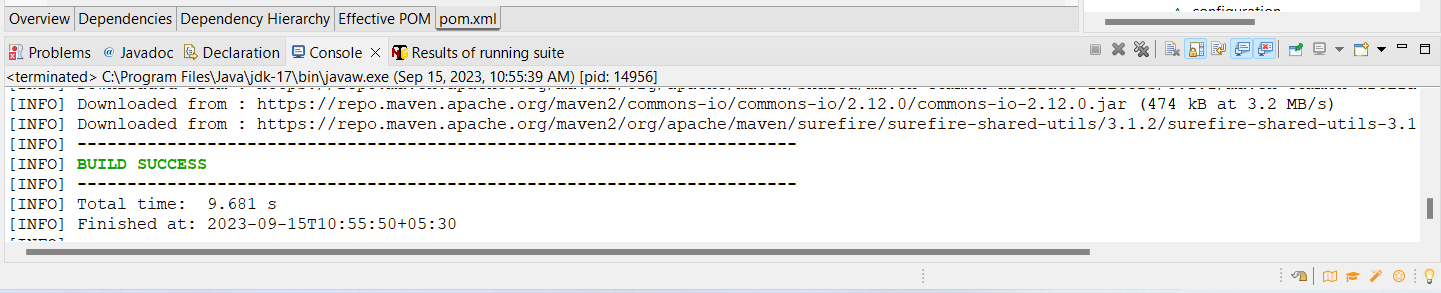 configuration
Overview Dependencies Dependency Hierarchy Effective POM pom.xml
Problems @ Javadoc Declaration Console Results of running suite
<terminated> C:\Program Files\Java\jdk-17\bin\javaw.exe (Sep 15, 2023, 10:55:39 AM) [pid: 14956]
[INFO] Downloaded from : https://repo.maven.apache.org/maven2/commons-io/commons-io/2.12.0/commons-io-2.12.0.jar (474 kB at 3.2 MB/s)
[INFO] Downloaded from : https://repo.maven.apache.org/maven2/org/apache/maven/surefire/surefire-shared-utils/3.1.2/surefire-shared-utils-3.1
[INFO] ------------------------------------------------------------------------
[INFO] BUILD SUCCESS
[INFO] ------------------------------------------------------------------------
[INFO] Total time:  9.681 s
[INFO] Finished at: 2023-09-15T10:55:50+05:30